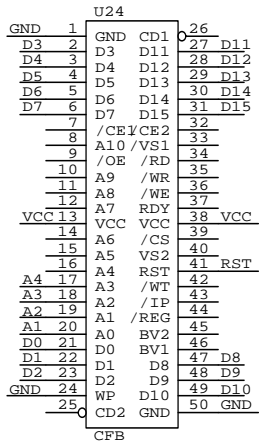 U24
GND 1 GND CD1 26
D3 2 D3 D11 27 D11
D4 3 D4 D12 28 D12
D5 4 D5 D13 29 D13
D6 5 D6 D14 30 D14
D7 6 D7 D15 31 D15
7 /CE1 /CE2 32
8 A10 /VS1 33
9 /OE /RD 34
10 A9 /WR 35
11 A8 /WE 36
12 A7 RDY 37
VCC 13 VCC VCC 38 VCC
14 A6 /CS 39
15 A5 VS2 40
16 A4 RST 41 RST
A4 17 A3 /WT 42
A3 18 A2 /IP 43
A2 19 A1 /REG 44
A1 20 A0 BV2 45
D0 21 D0 BV1 46
D1 22 D1 D8 47 D8
D2 23 D2 D9 48 D9
GND 24 WP D10 49 D10
25 CD2 GND 50 GND
CFB